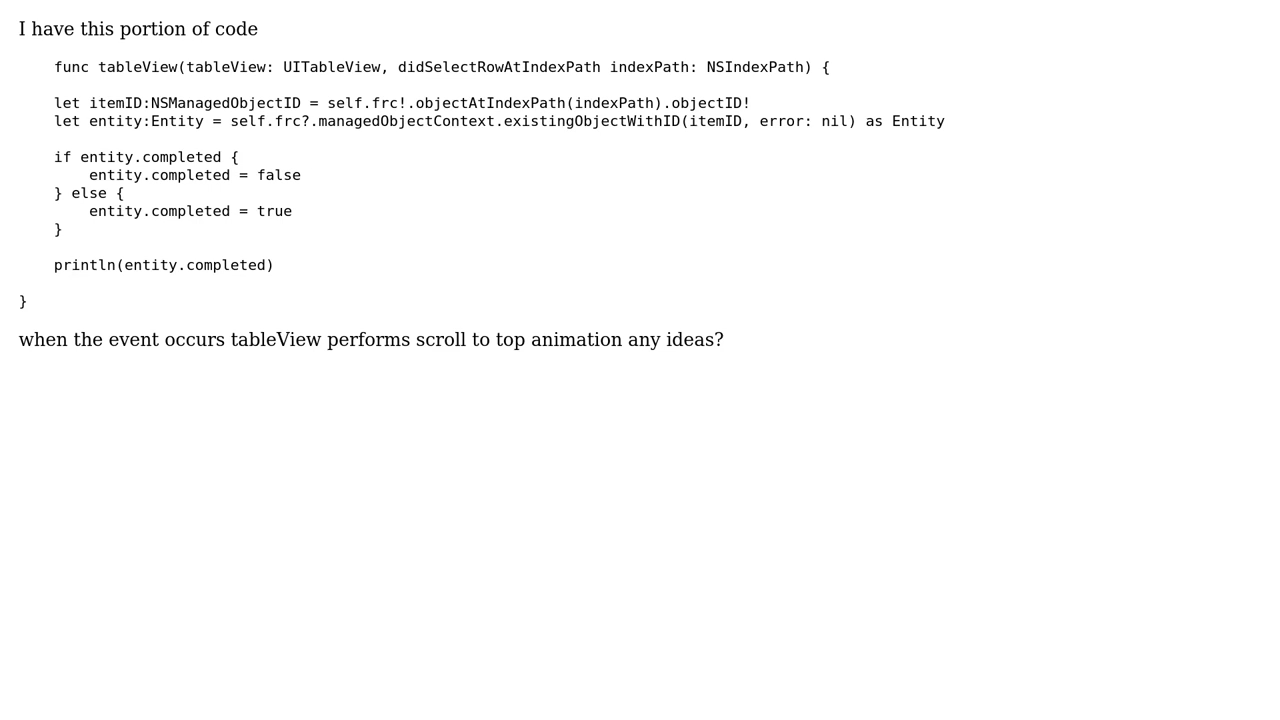 I have this portion of code
func tableView(tableView: UITableView, didSelectRowAtIndexPath indexPath: NSIndexPath) {
let itemID:NSManagedObjectID = self.frc!.objectAtIndexPath(indexPath).objectID!
let entity:Entity = self.frc?.managedObjectContext.existingObjectWithID(itemID, error: nil) as Entity
if entity.completed {
entity.completed = false
} else {
entity.completed = true
}
println(entity.completed)
}
when the event occurs tableView performs scroll to top animation any ideas?